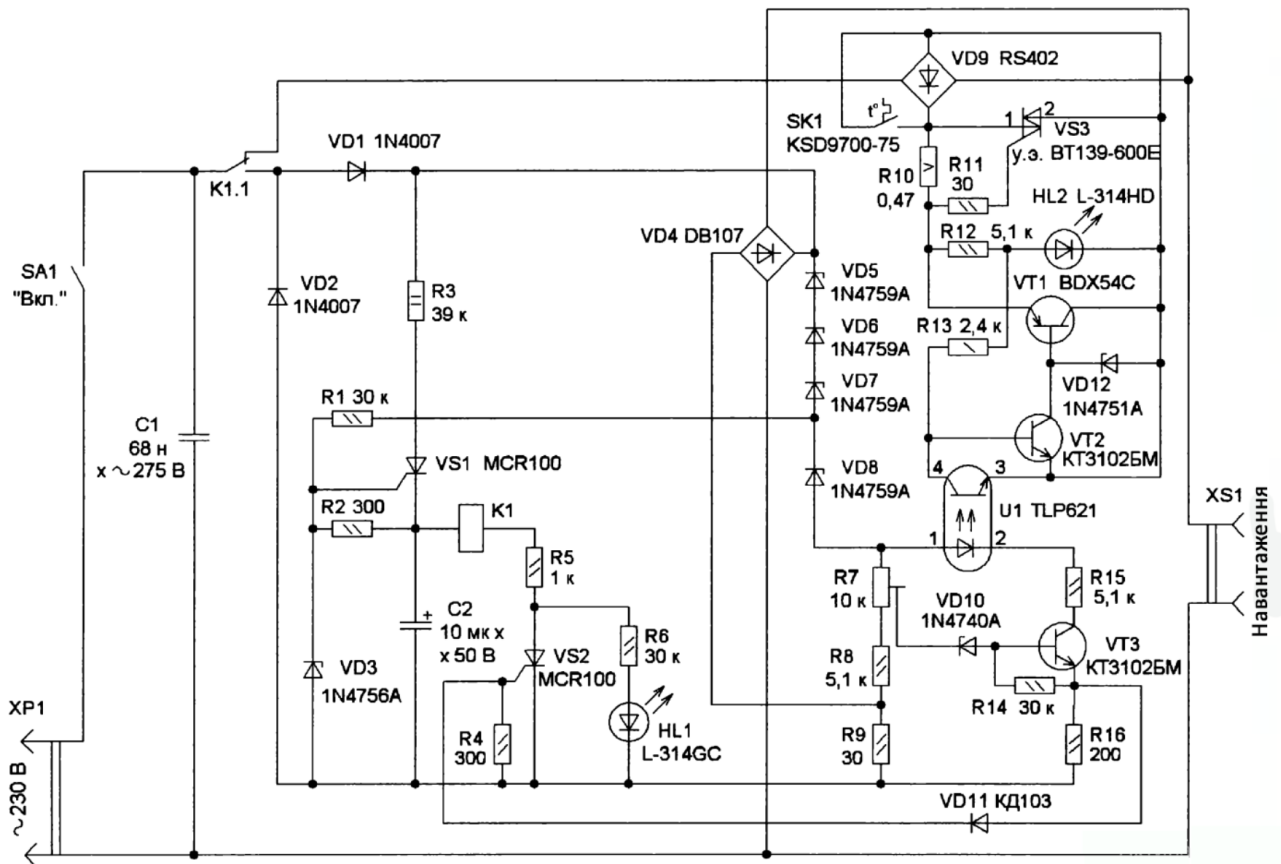 VD9 RS402
SK1
KSD9700-75
t°
1
2
VS3
у.э. BT139-600E
VD1 1N4007
K1.1
R10
0,47
R11
30
HL2 L-314HD
R12 5,1 к
VD4 DB107
SA1
"Вкл."
VD2
1N4007
R3
39 к
VD5
1N4759A
VD6
1N4759A
VD7
1N4759A
VD8
1N4759A
VT1 BDX54C
R13 2,4 к
VD12
1N4751A
VT2
КТ3102БМ
4
3
U1 TLP621
1
2
C1
68 н
х ~275 В
R1 30 к
VS1 MCR100
R2 300
K1
R5
1 к
C2
10 мк х
х 50 В
+
VS2
MCR100
R6
30 к
VD3
1N4756A
R4
300
HL1
L-314GC
R7
10 к
R8
5,1 к
R9
30
VD10
1N4740A
R15
5,1 к
VT3
КТ3102БМ
R14 30 к
R16
200
VD11 КД103
XS1
Навантаження
XP1
~230 В